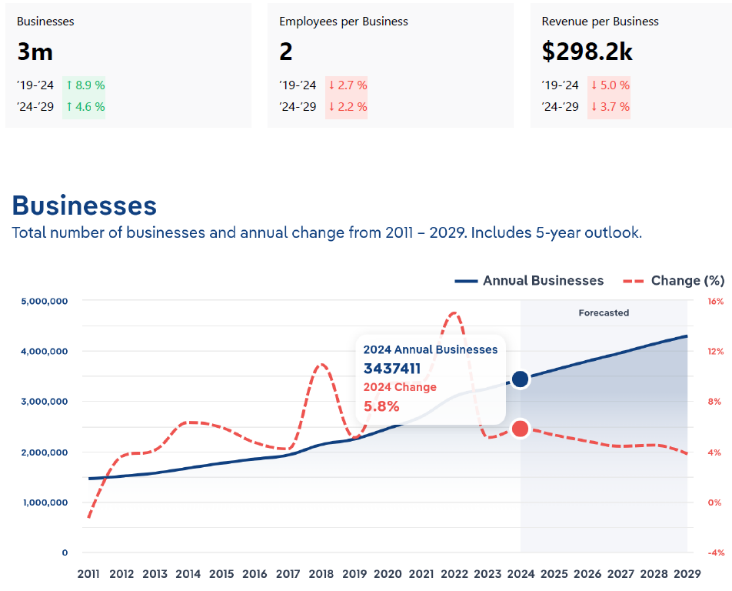 Businesses
3m
'19-'24 ↑ 8.9 %
'24-'29 ↑ 4.6 %
Employees per Business
2
'19-'24 ↓ 2.7 %
'24-'29 ↓ 2.2 %
Revenue per Business
$298.2k
'19-'24 ↓ 5.0 %
'24-'29 ↓ 3.7 %
Businesses
Total number of businesses and annual change from 2011 – 2029. Includes 5-year outlook.
Annual Businesses Change (%)
5,000,000
4,000,000
3,000,000
2,000,000
1,000,000
0
Forecasted
2024 Annual Businesses
3437411
2024 Change
5.8%
16%
12%
8%
4%
0%
-4%
2011 2012 2013 2014 2015 2016 2017 2018 2019 2020 2021 2022 2023 2024 2025 2026 2027 2028 2029